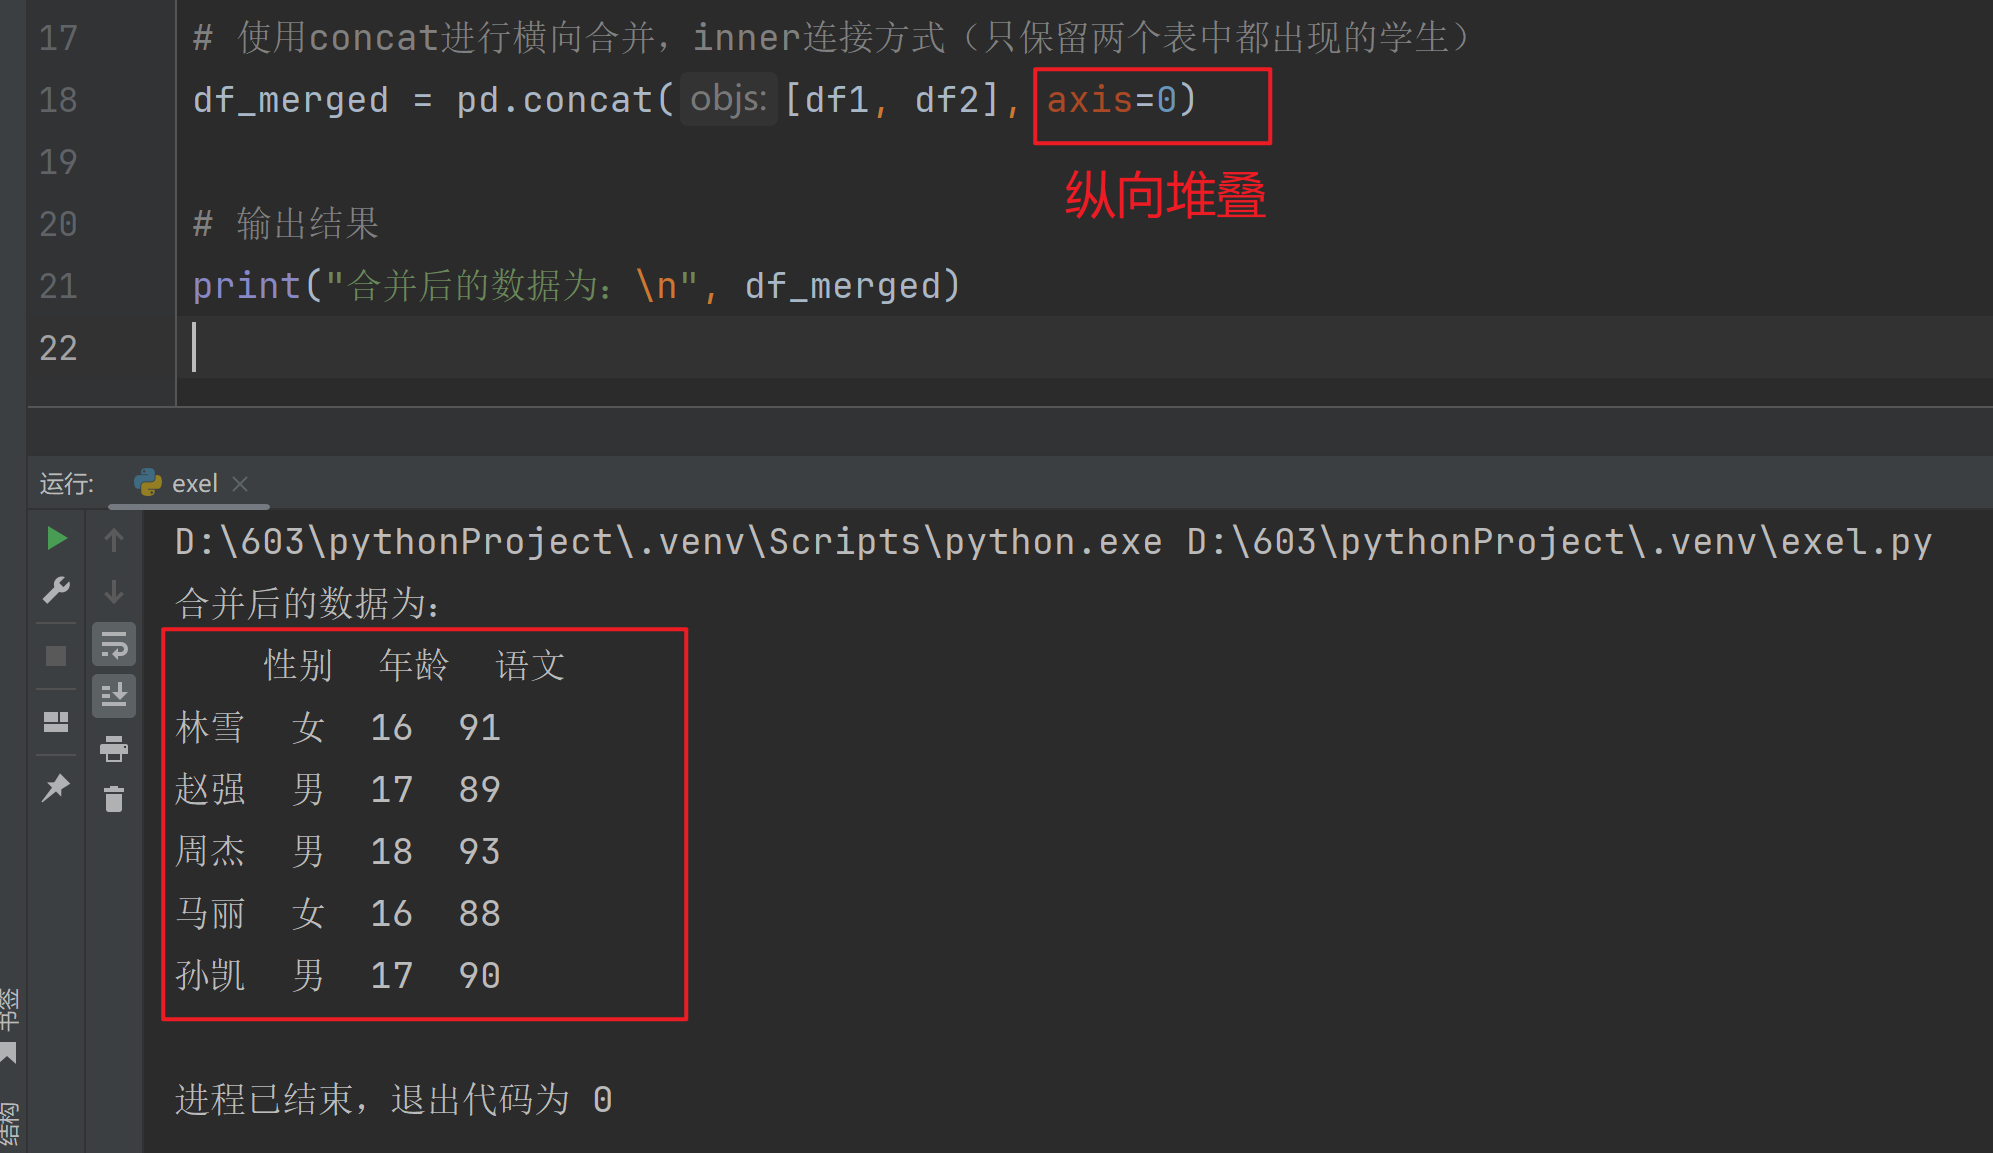 17 # 使用concat进行横向合并，inner连接方式（只保留两个表中都出现的学生）
18 df_merged = pd.concat( objs: [df1, df2], axis=0)
纵向堆叠
19
20 # 输出结果
21 print("合并后的数据为：\n", df_merged)
22
运行: exel
D:\603\pythonProject\.venv\Scripts\python.exe D:\603\pythonProject\.venv\exel.py
合并后的数据为：
性别 年龄 语文
林雪 女 16 91
赵强 男 17 89
周杰 男 18 93
马丽 女 16 88
孙凯 男 17 90
进程已结束，退出代码为 0
书签
结构